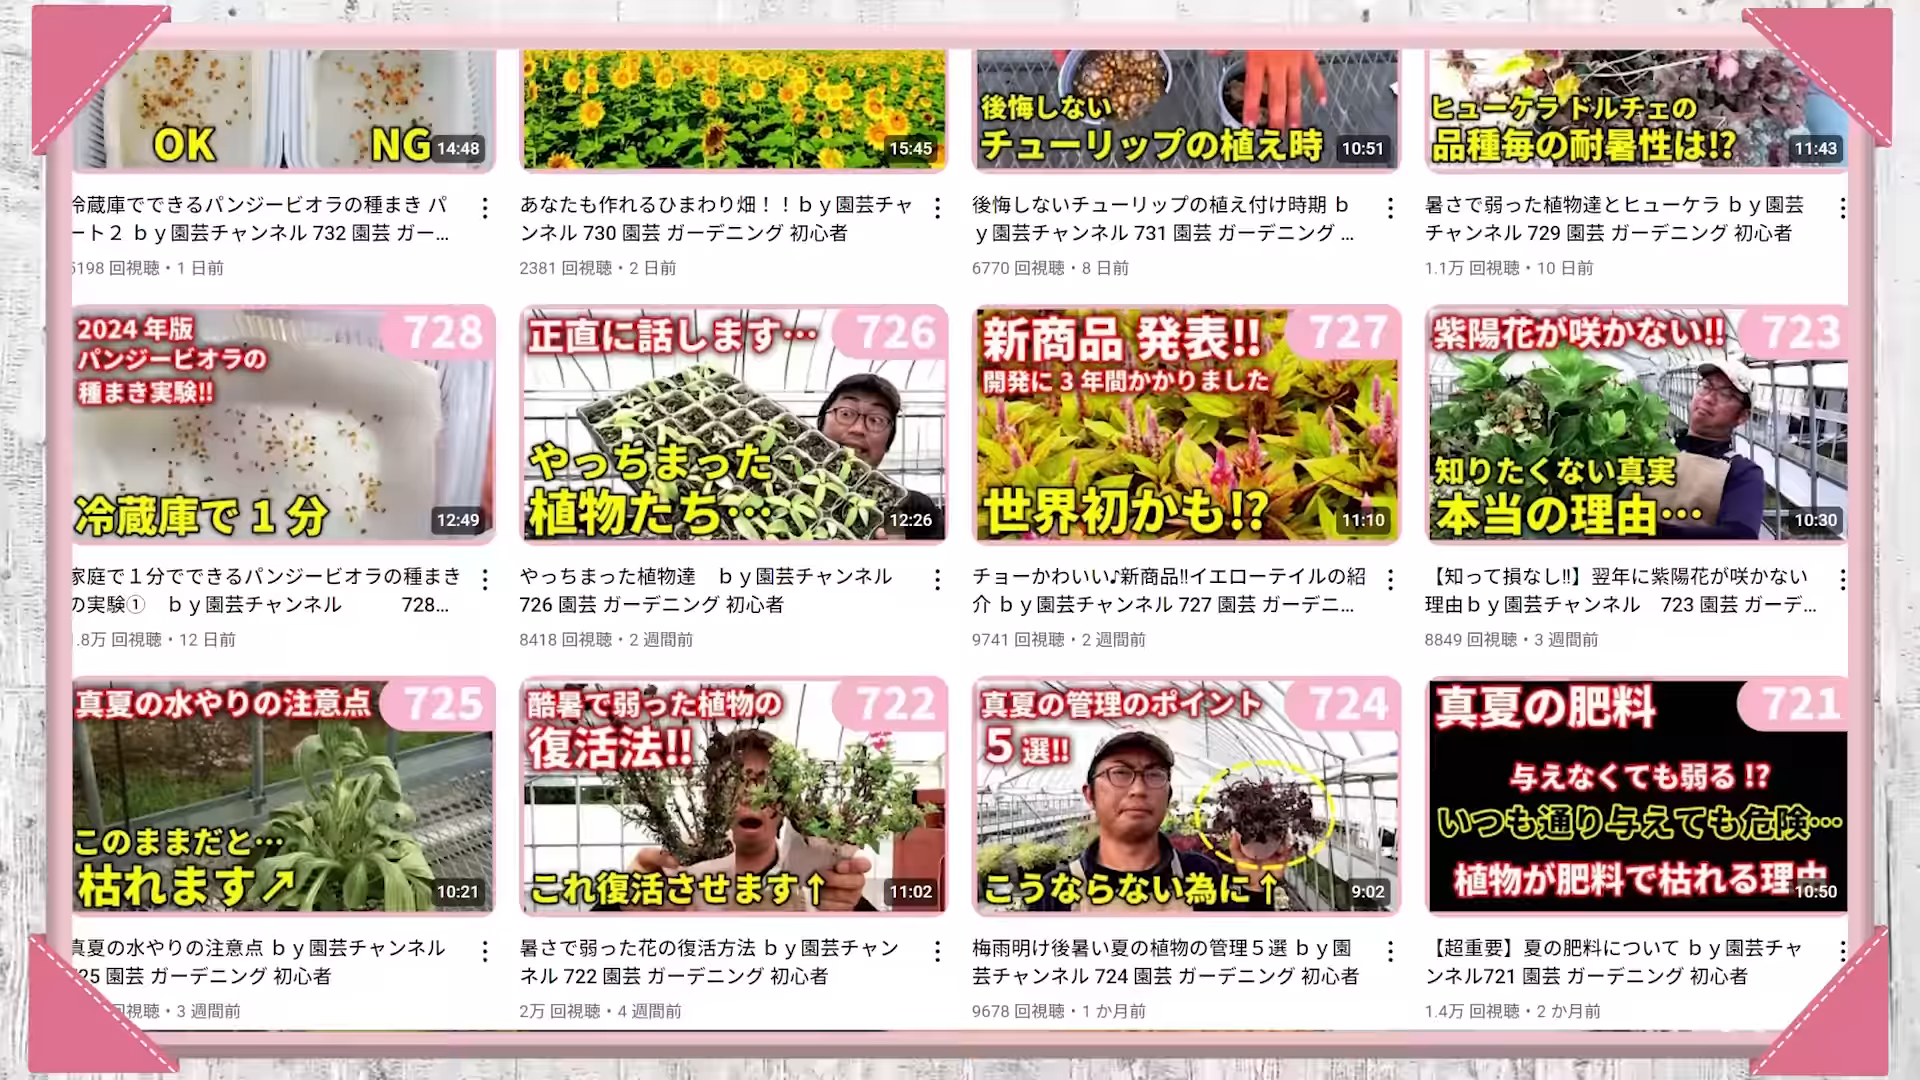 OK
NG
14:48
15:45
後悔しない
チューリップの植え時
10:51
ヒューケラ ドルチェの
品種毎の耐暑性は!?
11:43
冷蔵庫でできるパンジービオラの種まき パ
ート２ ｂｙ園芸チャンネル 732 園芸 ガー...
5198 回視聴・1 日前
あなたも作れるひまわり畑！！ｂｙ園芸チャ
ンネル 730 園芸 ガーデニング 初心者
2381 回視聴・2 日前
後悔しないチューリップの植え付け時期 ｂ
ｙ園芸チャンネル 731 園芸 ガーデニング ...
6770 回視聴・8 日前
暑さで弱った植物達とヒューケラ ｂｙ園芸
チャンネル 729 園芸 ガーデニング 初心者
1.1万 回視聴・10 日前
2024 年版
パンジービオラの
種まき実験!!
728
冷蔵庫で 1 分
12:49
正直に話します…
726
やっちまった
植物たち…
12:26
新商品 発表!!
727
開発に 3 年間かかりました
世界初かも!?
11:10
紫陽花が咲かない!!
723
知りたくない真実
本当の理由…
10:30
家庭で１分でできるパンジービオラの種まき
の実験①　ｂｙ園芸チャンネル　　　728...
.8万 回視聴・12 日前
やっちまった植物達　ｂｙ園芸チャンネル
726 園芸 ガーデニング 初心者
8418 回視聴・2 週間前
チョーかわいい♪新商品‼イエローテイルの紹
介 ｂｙ園芸チャンネル 727 園芸 ガーデニ...
9741 回視聴・2 週間前
【知って損なし‼】翌年に紫陽花が咲かない
理由ｂｙ園芸チャンネル　723 園芸 ガーデ...
8849 回視聴・3 週間前
真夏の水やりの注意点
725
このままだと…
枯れます↗
10:21
酷暑で弱った植物の
復活法!!
722
これ復活させます↑
11:02
真夏の管理のポイント
5 選!!
724
こうならない為に↑
9:02
真夏の肥料
721
与えなくても弱る !?
いつも通り与えても危険…
植物が肥料で枯れる理由
10:50
真夏の水やりの注意点 ｂｙ園芸チャンネル
25 園芸 ガーデニング 初心者
回視聴・3 週間前
暑さで弱った花の復活方法 ｂｙ園芸チャン
ネル 722 園芸 ガーデニング 初心者
2万 回視聴・4 週間前
梅雨明け後暑い夏の植物の管理５選 ｂｙ園
芸チャンネル 724 園芸 ガーデニング 初心者
9678 回視聴・1 か月前
【超重要】夏の肥料について ｂｙ園芸チャ
ンネル721 園芸 ガーデニング 初心者
1.4万 回視聴・2 か月前